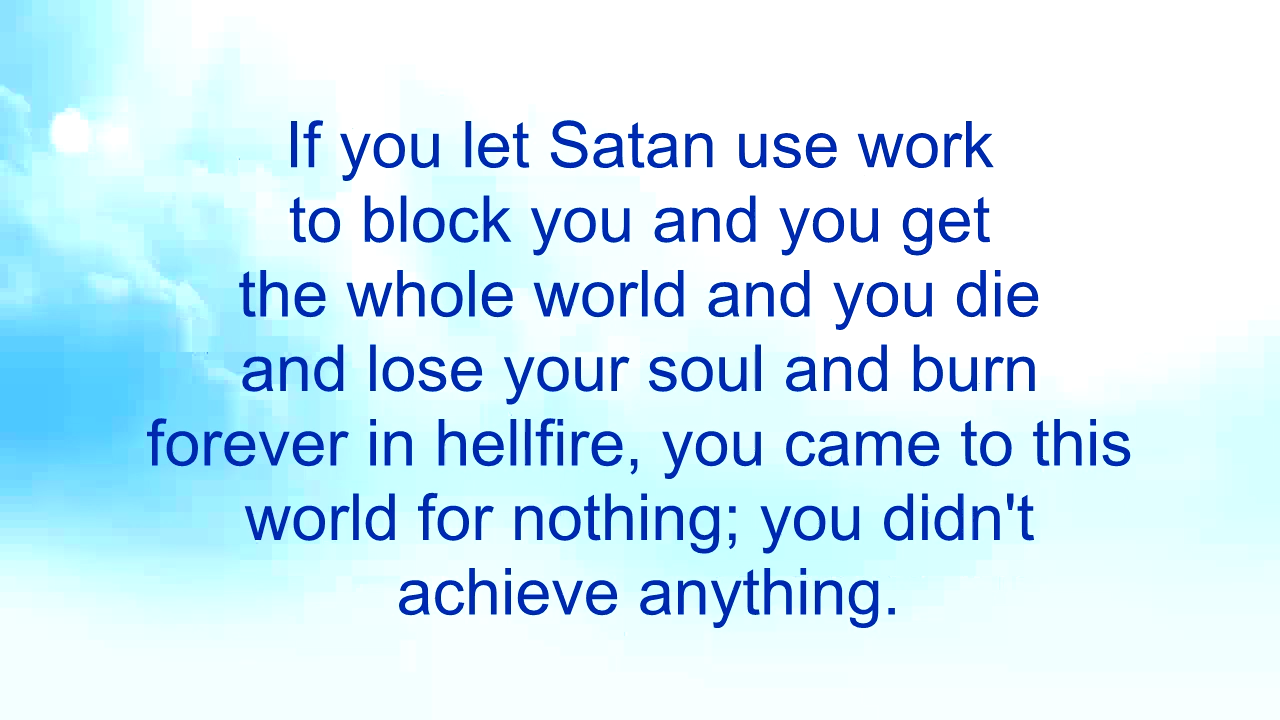 If you let Satan use work
to block you and you get
the whole world and you die
and lose your soul and burn
forever in hellfire, you came to this
world for nothing; you didn't
achieve anything.